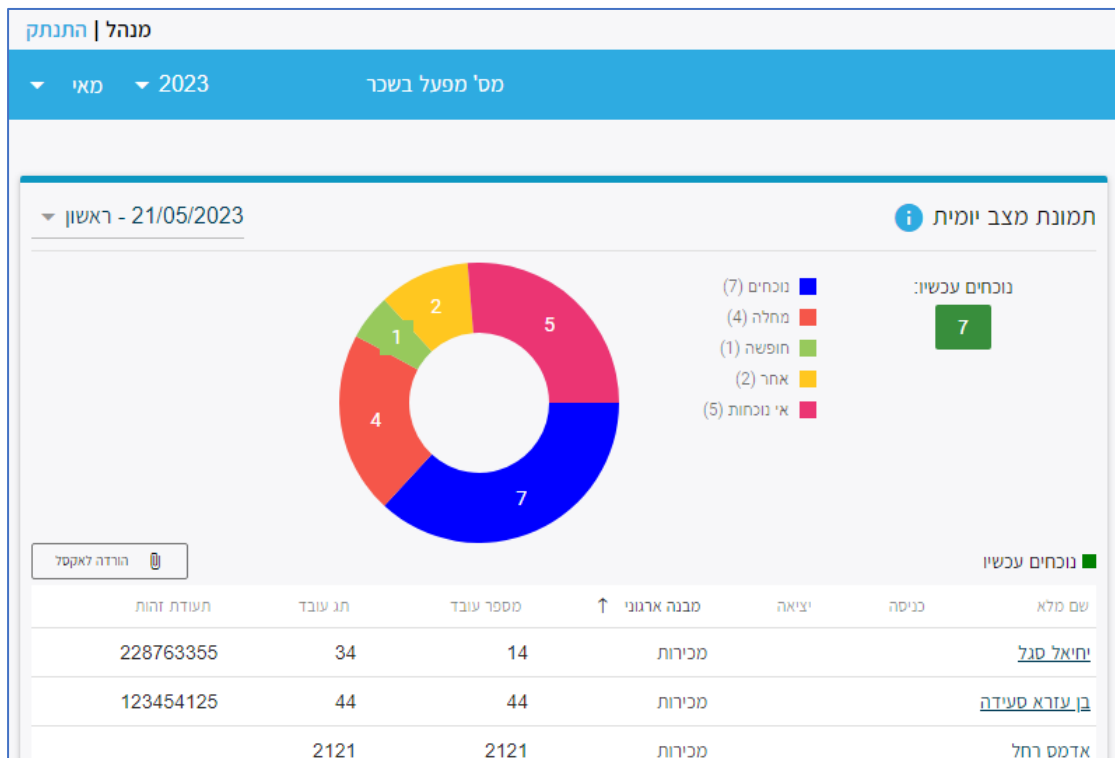 מנהל | התנתק
מס' מפעל בשכר 2023 מאי
תמונת מצב יומית 21/05/2023 - ראשון
נוכחים עכשיו:
7
נוכחים (7)
מחלה (4)
חופשה (1)
אחר (2)
אי נוכחות (5)
5
2
1
4
7
נוכחים עכשיו הורדה לאקסל
שם מלא כניסה יציאה מבנה ארגוני ↑ מספר עובד תג עובד תעודת זהות
יחיאל סגל מכירות 14 34 228763355
בן עזרא סעידה מכירות 44 44 123454125
אדמס רחל מכירות 2121 2121